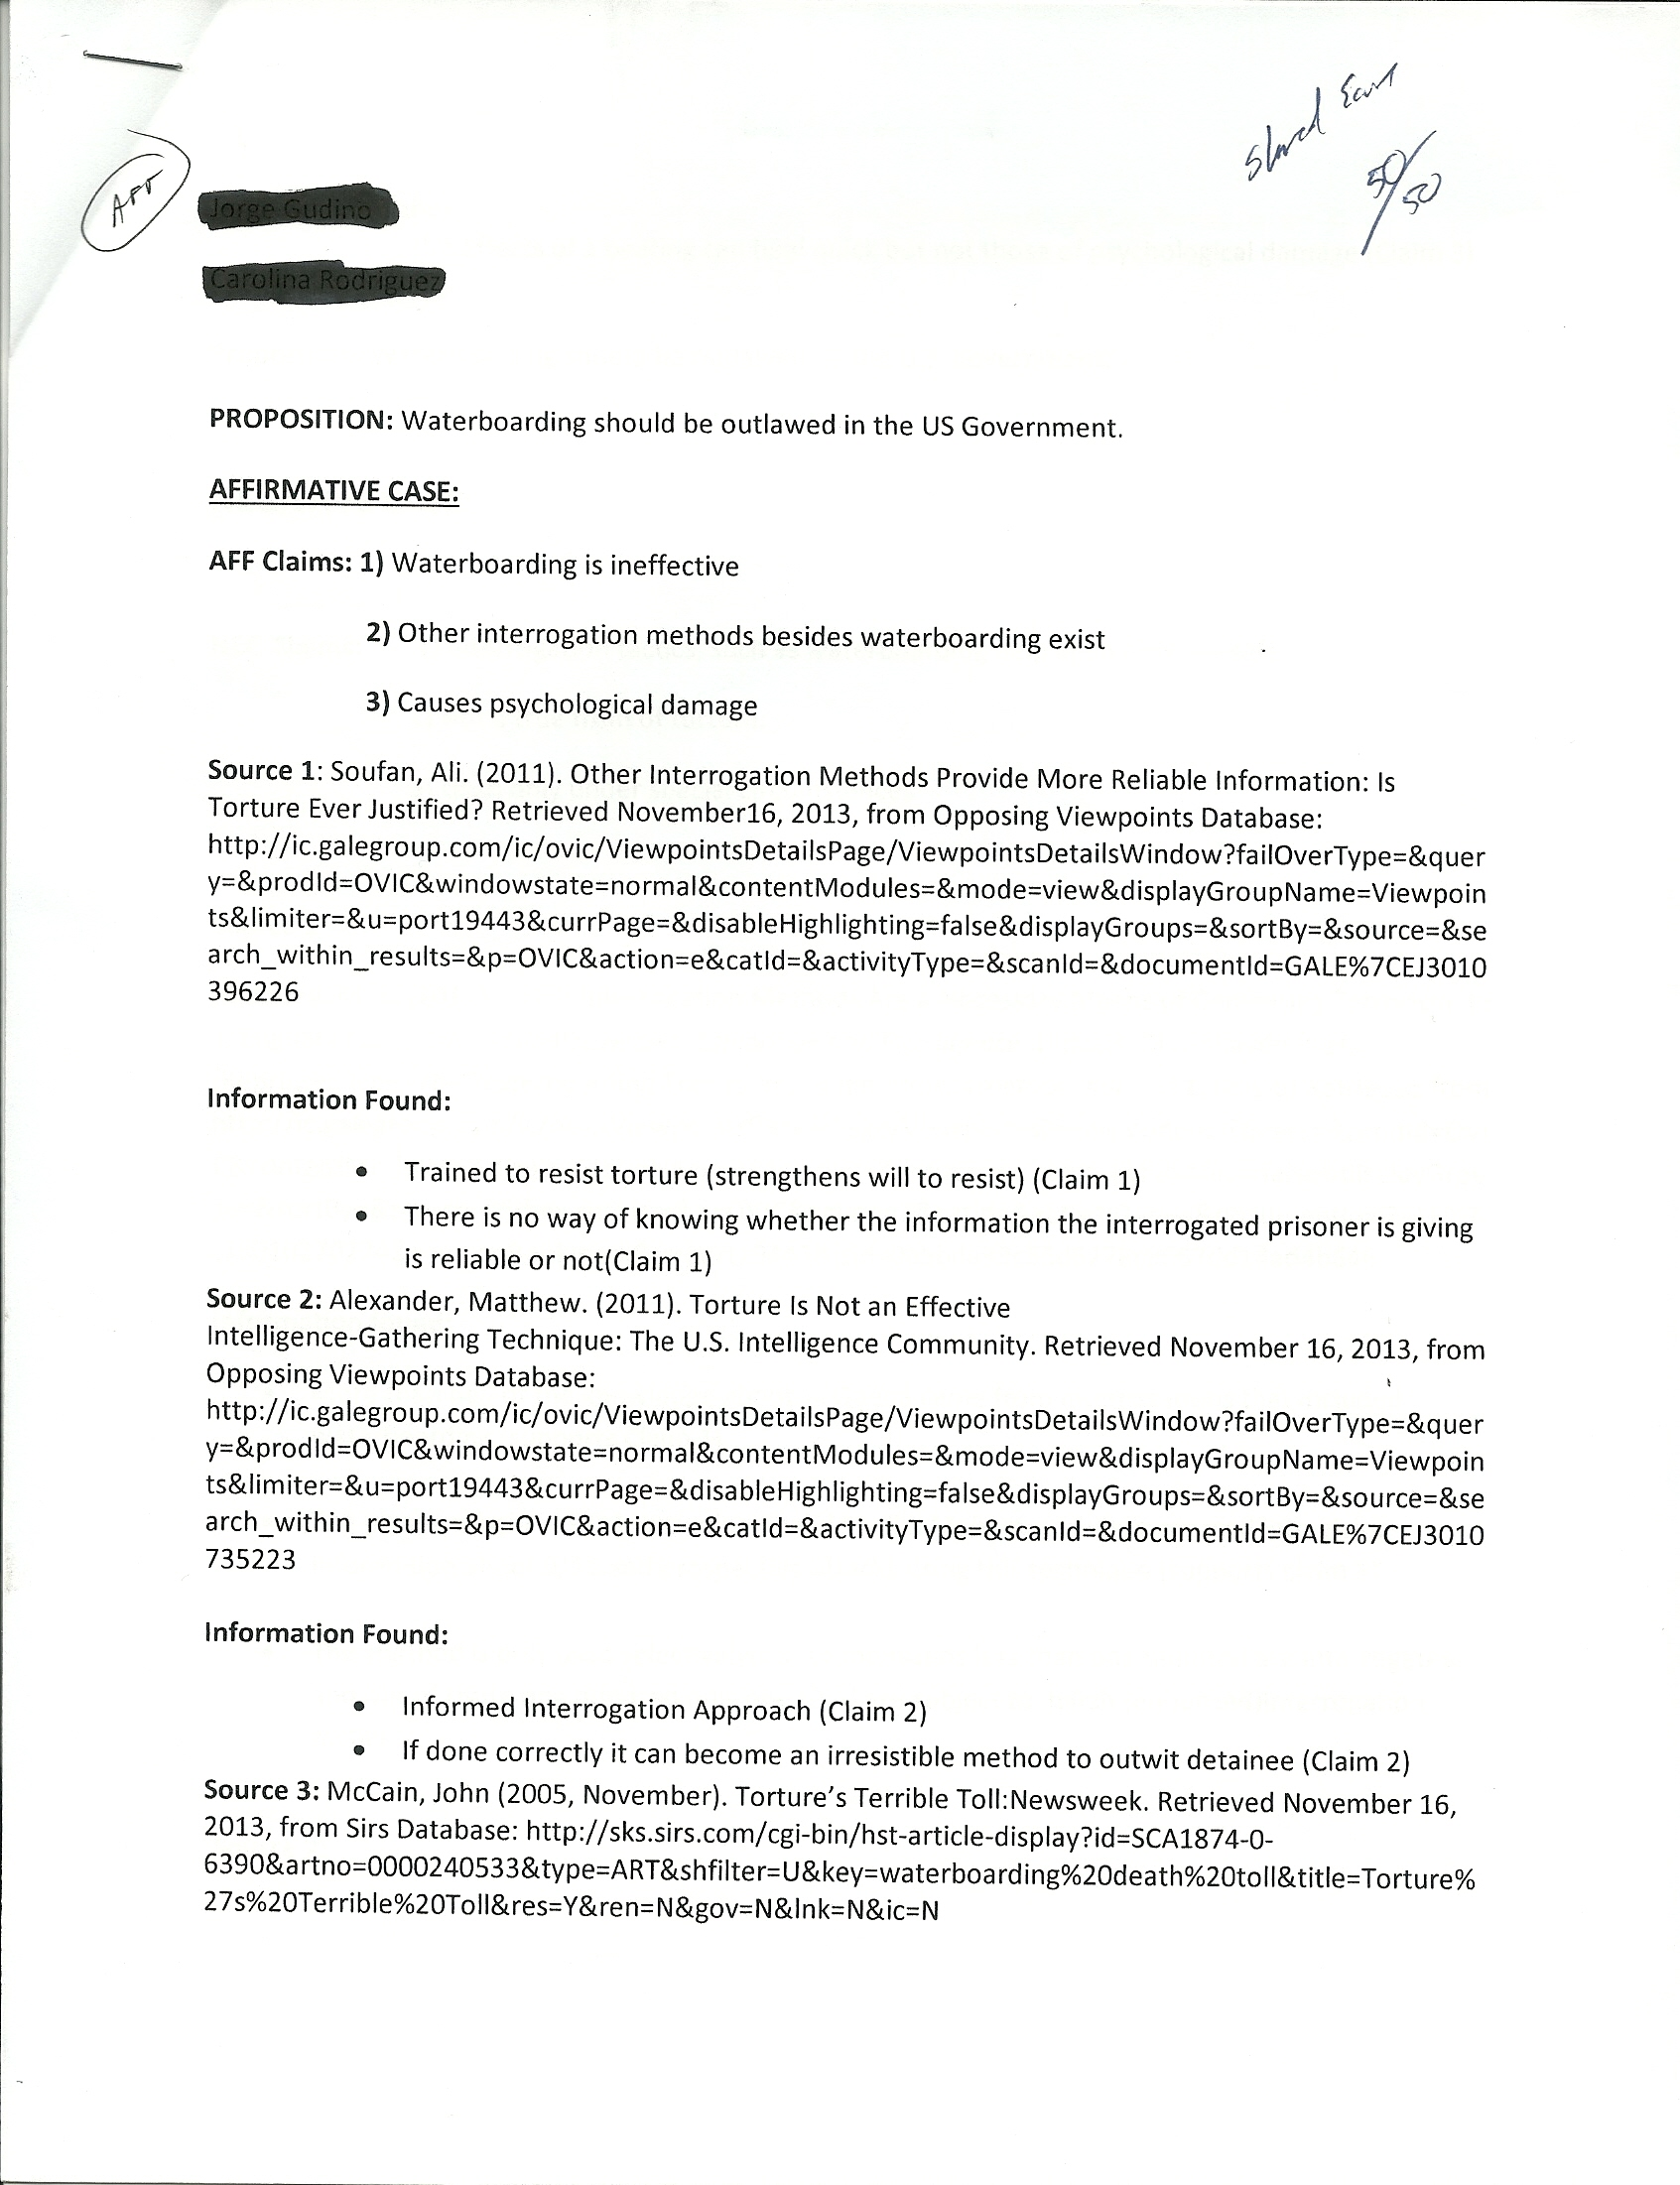 50/50
AFF
PROPOSITION: Waterboarding should be outlawed in the US Government.
AFFIRMATIVE CASE:
AFF Claims: 1) Waterboarding is ineffective
2) Other interrogation methods besides waterboarding exist
3) Causes psychological damage
Source 1: Soufan, Ali. (2011). Other Interrogation Methods Provide More Reliable Information: Is
Torture Ever Justified? Retrieved November16, 2013, from Opposing Viewpoints Database:
http://ic.galegroup.com/ic/ovic/ViewpointsDetailsPage/ViewpointsDetailsWindow?failOverType=&quer
y=&prodId=OVIC&windowstate=normal&contentModules=&mode=view&displayGroupName=Viewpoin
ts&limiter=&u=port19443&currPage=&disableHighlighting=false&displayGroups=&sortBy=&source=&se
arch_within_results=&p=OVIC&action=e&catId=&activityType=&scanId=&documentId=GALE%7CEJ3010
396226
Information Found:
• Trained to resist torture (strengthens will to resist) (Claim 1)
• There is no way of knowing whether the information the interrogated prisoner is giving
is reliable or not(Claim 1)
Source 2: Alexander, Matthew. (2011). Torture Is Not an Effective
Intelligence-Gathering Technique: The U.S. Intelligence Community. Retrieved November 16, 2013, from
Opposing Viewpoints Database:
http://ic.galegroup.com/ic/ovic/ViewpointsDetailsPage/ViewpointsDetailsWindow?failOverType=&quer
y=&prodId=OVIC&windowstate=normal&contentModules=&mode=view&displayGroupName=Viewpoin
ts&limiter=&u=port19443&currPage=&disableHighlighting=false&displayGroups=&sortBy=&source=&se
arch_within_results=&p=OVIC&action=e&catId=&activityType=&scanId=&documentId=GALE%7CEJ3010
735223
Information Found:
• Informed Interrogation Approach (Claim 2)
• If done correctly it can become an irresistible method to outwit detainee (Claim 2)
Source 3: McCain, John (2005, November). Torture’s Terrible Toll:Newsweek. Retrieved November 16,
2013, from Sirs Database: http://sks.sirs.com/cgi-bin/hst-article-display?id=SCA1874-0-
6390&artno=0000240533&type=ART&shfilter=U&key=waterboarding%20death%20toll&title=Torture%
27s%20Terrible%20Toll&res=Y&ren=N&gov=N&lnk=N&ic=N